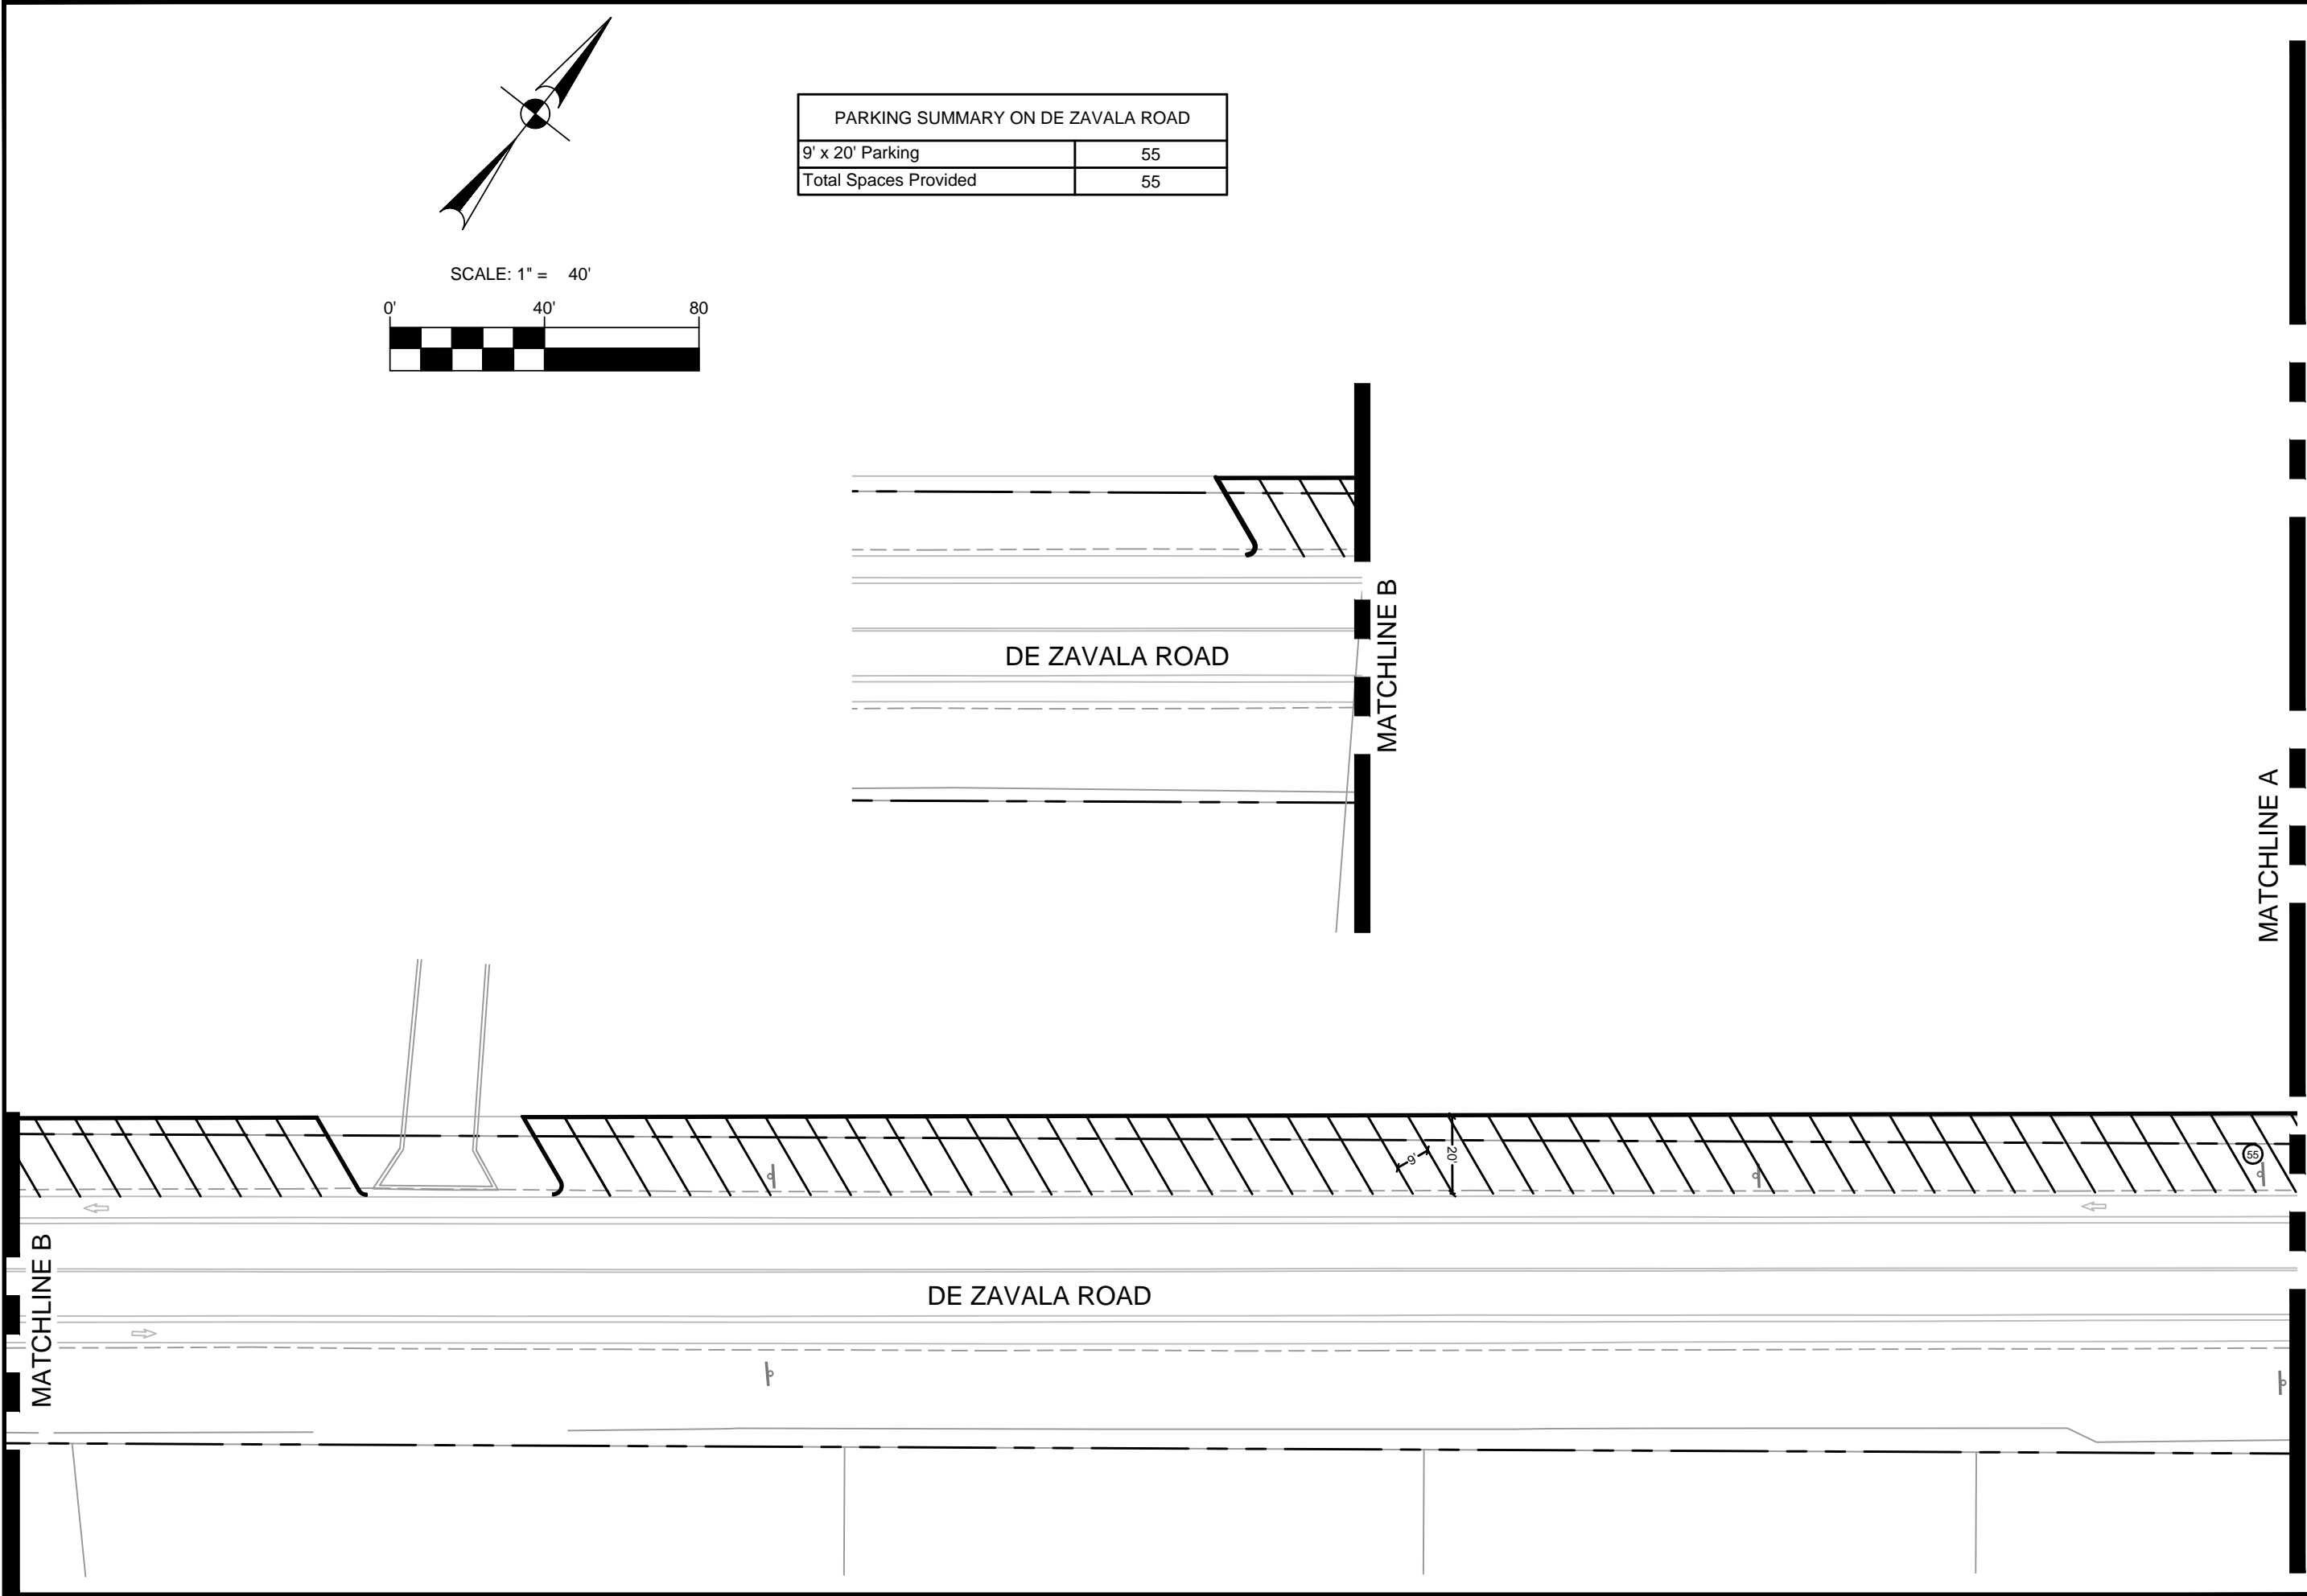 PARKING SUMMARY ON DE ZAVALA ROAD
9' x 20' Parking 55
Total Spaces Provided 55
SCALE: 1" = 40'
0' 40' 80
DE ZAVALA ROAD
MATCHLINE B
MATCHLINE A
9'
20'
55
MATCHLINE B
DE ZAVALA ROAD